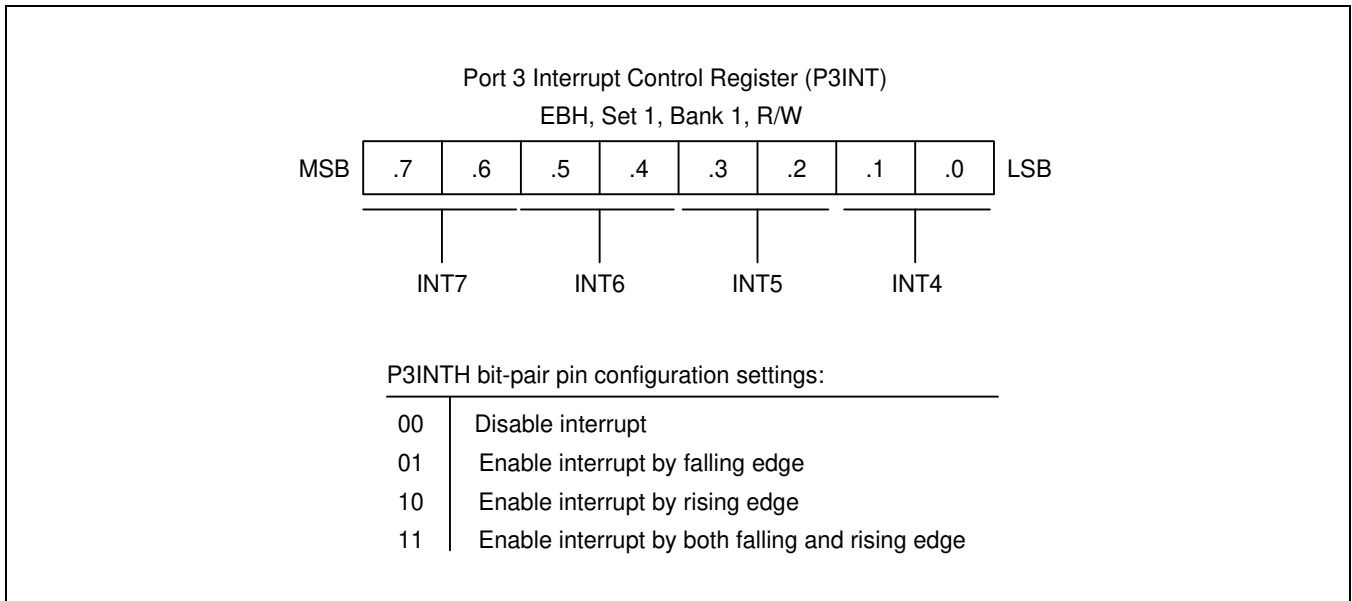 Port 3 Interrupt Control Register (P3INT)
EBH, Set 1, Bank 1, R/W
MSB .7 .6 .5 .4 .3 .2 .1 .0 LSB
INT7 INT6 INT5 INT4
P3INTH bit-pair pin configuration settings:
00 Disable interrupt
01 Enable interrupt by falling edge
10 Enable interrupt by rising edge
11 Enable interrupt by both falling and rising edge